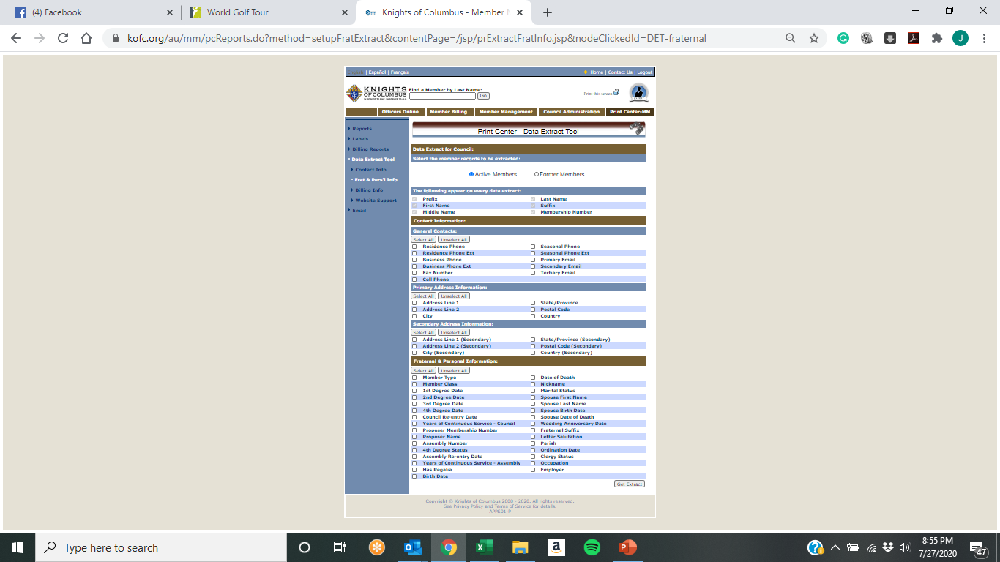 (4) Facebook
World Golf Tour
Knights of Columbus - Member
kofc.org/au/mm/pcReports.do?method=setupFratExtract&contentPage=/jsp/prExtractFratInfo.jsp&nodeClickedId=DET-fraternal
J
English | Español | Français
Home | Contact Us | Logout
KNIGHTS OF COLUMBUS
IN SERVICE TO ONE. IN SERVICE TO ALL.
Find a Member by Last Name:
Go
Print this screen
Officers Online Member Billing Member Management Council Administration Print Center-MM
Reports
Labels
Billing Reports
Data Extract Tool
Contact Info
Frat & Pers'l Info
Billing Info
Website Support
Email
Print Center - Data Extract Tool
Data Extract for Council:
Select the member records to be extracted:
Active Members Former Members
The following appear on every data extract:
Prefix Last Name
First Name Suffix
Middle Name Membership Number
Contact Information:
General Contacts:
Select All Unselect All
Residence Phone Seasonal Phone
Residence Phone Ext Seasonal Phone Ext
Business Phone Primary Email
Business Phone Ext Secondary Email
Fax Number Tertiary Email
Cell Phone
Primary Address Information:
Select All Unselect All
Address Line 1 State/Province
Address Line 2 Postal Code
City Country
Secondary Address Information:
Select All Unselect All
Address Line 1 (Secondary) State/Province (Secondary)
Address Line 2 (Secondary) Postal Code (Secondary)
City (Secondary) Country (Secondary)
Fraternal & Personal Information:
Select All Unselect All
Member Type Date of Death
Member Class Nickname
1st Degree Date Marital Status
2nd Degree Date Spouse First Name
3rd Degree Date Spouse Last Name
4th Degree Date Spouse Birth Date
Council Re-entry Date Spouse Date of Death
Years of Continuous Service - Council Wedding Anniversary Date
Proposer Membership Number Fraternal Suffix
Proposer Name Letter Salutation
Assembly Number Parish
4th Degree Status Ordination Date
Assembly Re-entry Date Clergy Status
Years of Continuous Service - Assembly Occupation
Has Regalia Employer
Birth Date
Get Extract
Copyright © Knights of Columbus 2008 - 2020. All rights reserved.
See Privacy Policy and Terms of Service for details.
APPS01-P
Type here to search
8:55 PM
7/27/2020
47